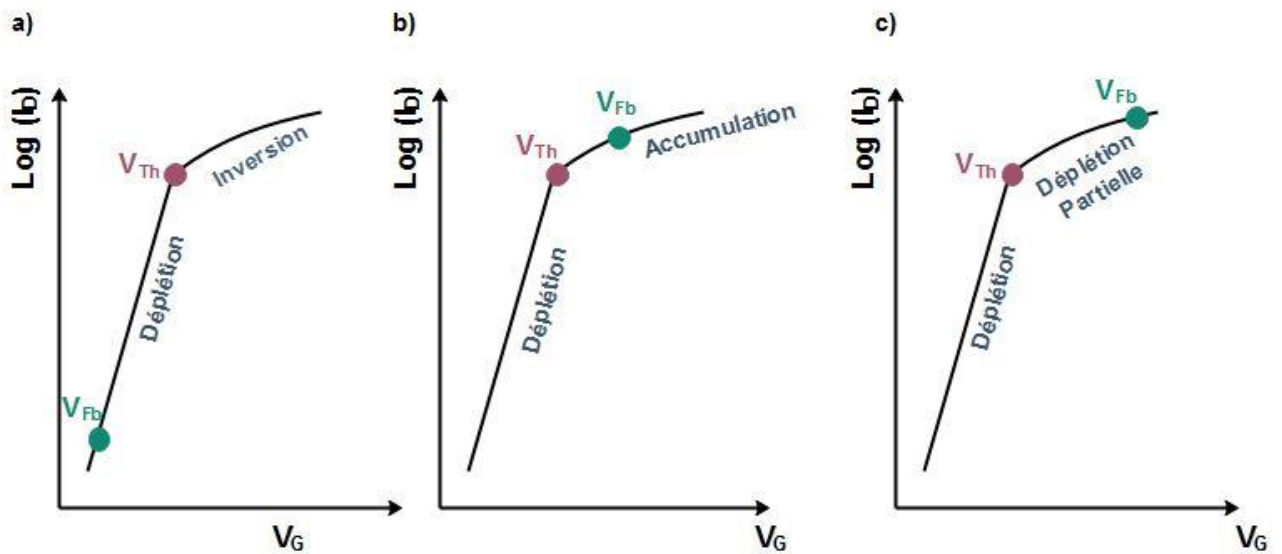 a)
Log (ID)
VTh
Inversion
Déplétion
VFb
VG
b)
Log (ID)
VFb
VTh
Accumulation
Déplétion
VG
c)
Log (ID)
VFb
VTh
Déplétion
Partielle
Déplétion
VG